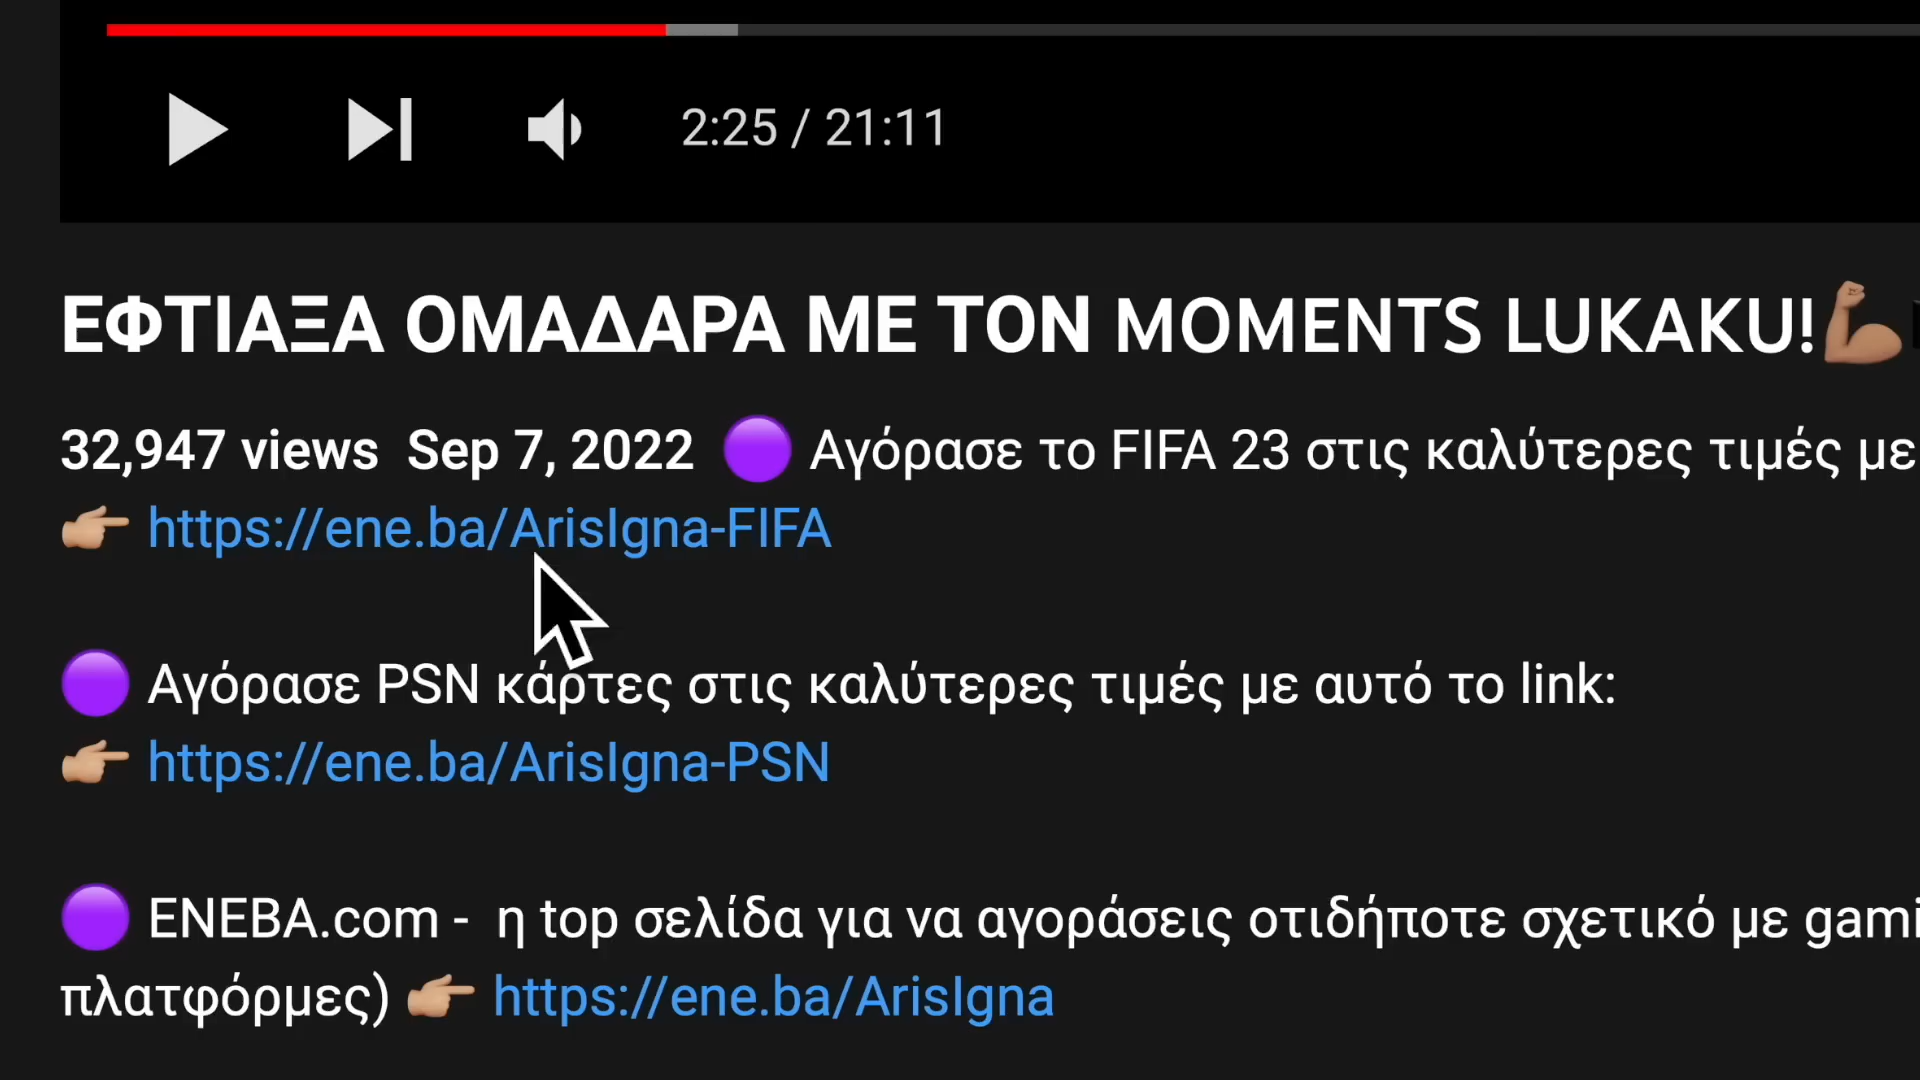 2:25 / 21:11
ΕΦΤΙΑΞΑ ΟΜΑΔΑΡΑ ΜΕ ΤΟΝ MOMENTS LUKAKU!💪🏽
32,947 views Sep 7, 2022 🟣 Αγόρασε το FIFA 23 στις καλύτερες τιμές με
👉🏼 https://ene.ba/ArisIgna-FIFA
🟣 Αγόρασε PSN κάρτες στις καλύτερες τιμές με αυτό το link:
👉🏼 https://ene.ba/ArisIgna-PSN
🟣 ENEBA.com - η top σελίδα για να αγοράσεις οτιδήποτε σχετικό με gami
πλατφόρμες) 👉🏼 https://ene.ba/ArisIgna